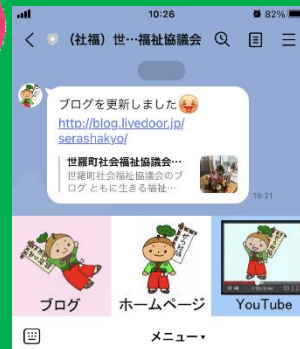 10:26
82%
(社福)世…福祉協議会
ブログを更新しました
http://blog.livedoor.jp/
serashakyo/
世羅町社会福祉協議会…
世羅町社会福祉協議会のブ
ログ ともに生きる福祉…
15:21
ブログ
ホームページ
YouTube
メニュー▾